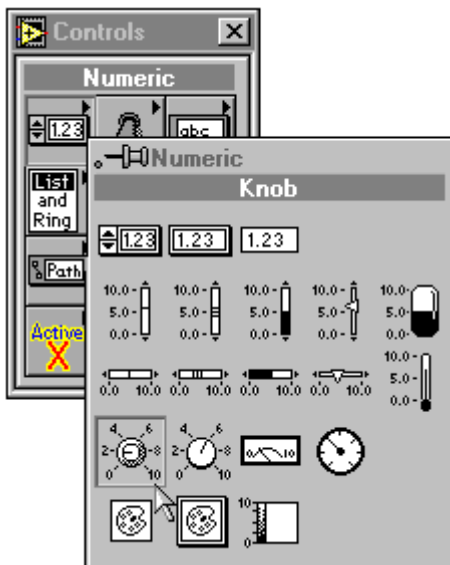 Controls
Numeric
1.23
abc
List
and
Ring
Path
Active
X
Numeric
Knob
1.23 1.23 1.23
10.0- 10.0- 10.0- 10.0- 10.0-
5.0- 5.0- 5.0- 5.0- 5.0-
0.0- 0.0- 0.0- 0.0- 0.0-
10.0-
5.0-
0.0-
0.0 10.0 0.0 10.0 0.0 10.0 0.0 10.0
4 6 4 6
2 8 2 8
0 10 0 10
0 10
10
0